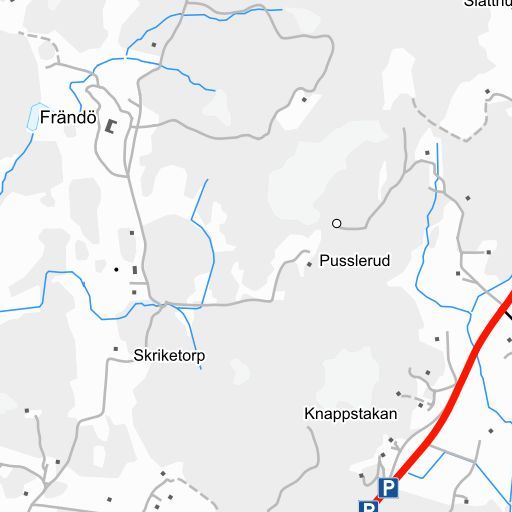 Frändö
Pusslerud
Skriketorp
Knappstakan
P
P